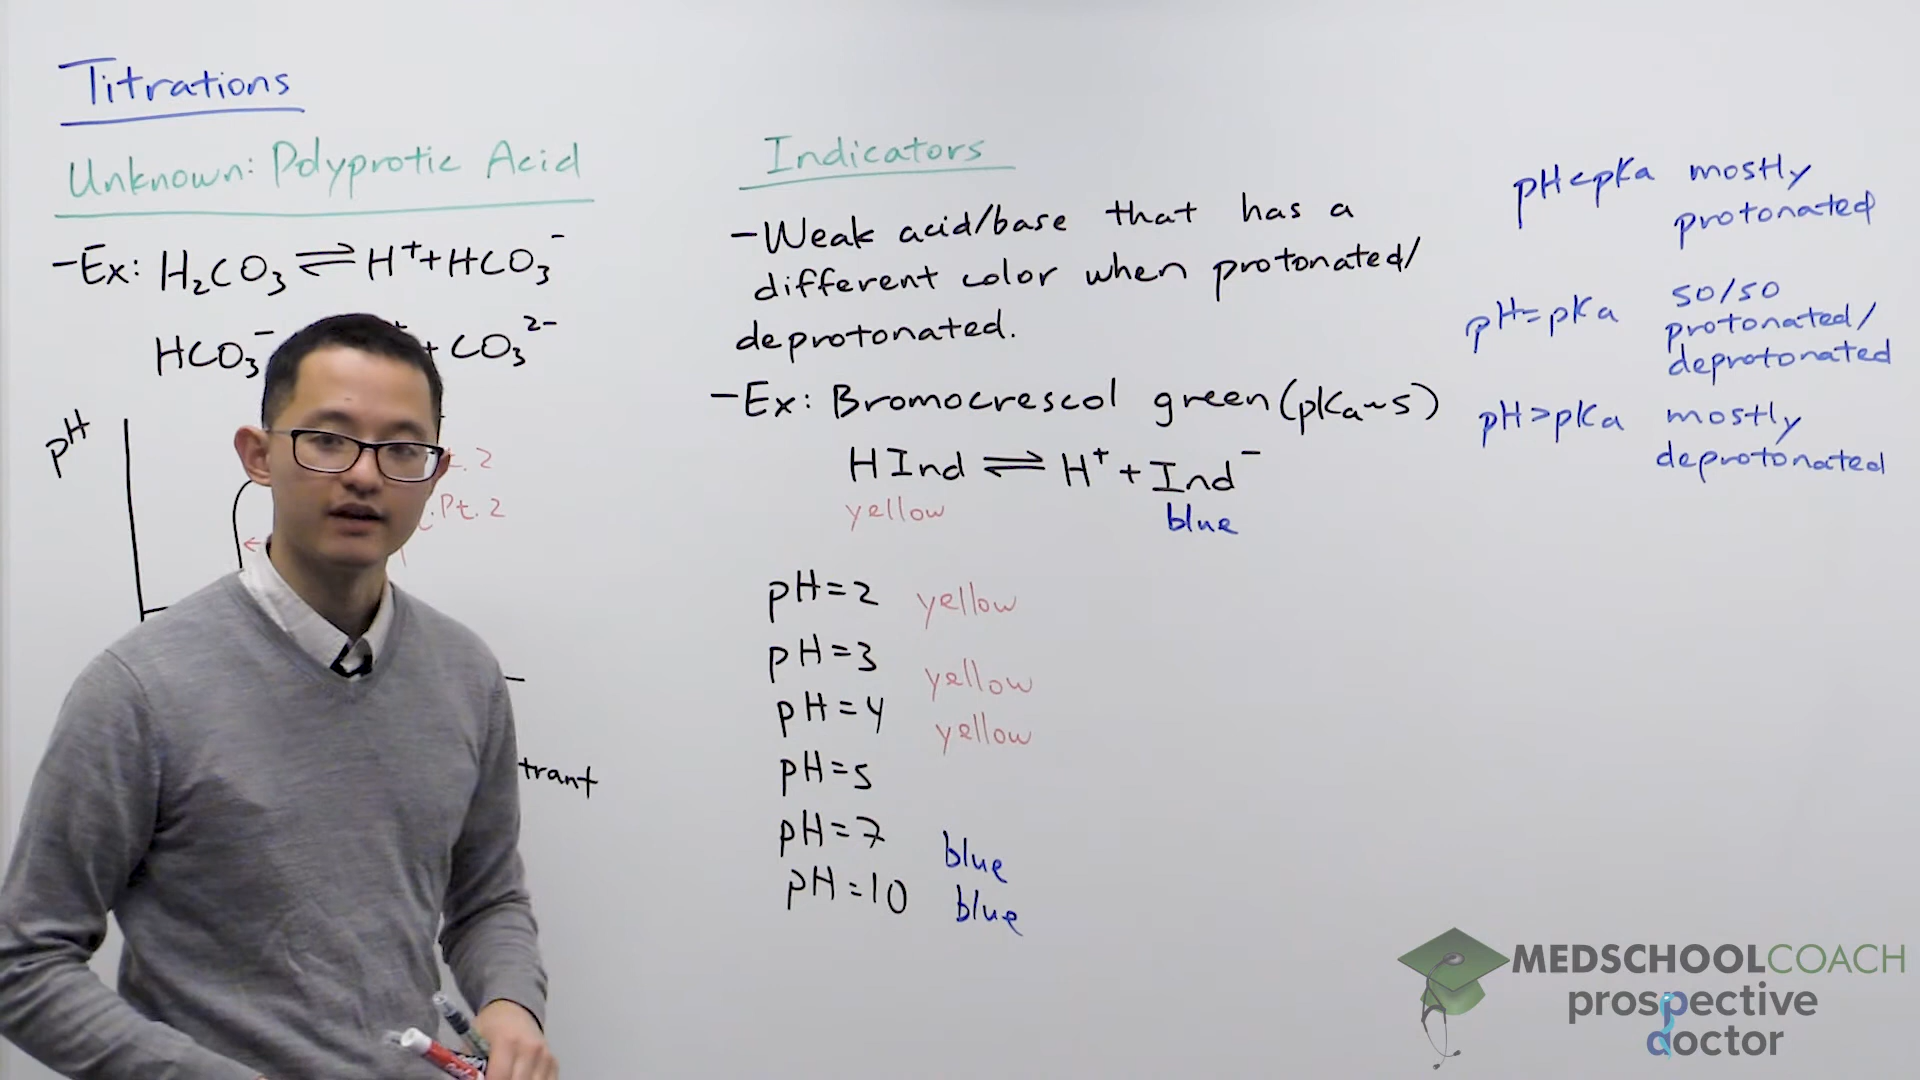 Titrations
Unknown: Polyprotic Acid
-Ex: H₂CO₃ ⇌ H⁺+HCO₃⁻
HCO₃⁻ + CO₃²⁻
pH
t. 2
Pt. 2
trant
Indicators
-Weak acid/base that has a
different color when protonated/
deprotonated.
-Ex: Bromocrescol green (pKa~5)
HInd ⇌ H⁺ + Ind⁻
yellow blue
pH=2 yellow
pH=3 yellow
pH=4 yellow
pH=5
pH=7 blue
pH=10 blue
pH<pKa mostly
protonated
pH=pKa 50/50
protonated/
deprotonated
pH>pKa mostly
deprotonated
MEDSCHOOLCOACH
prospective
doctor